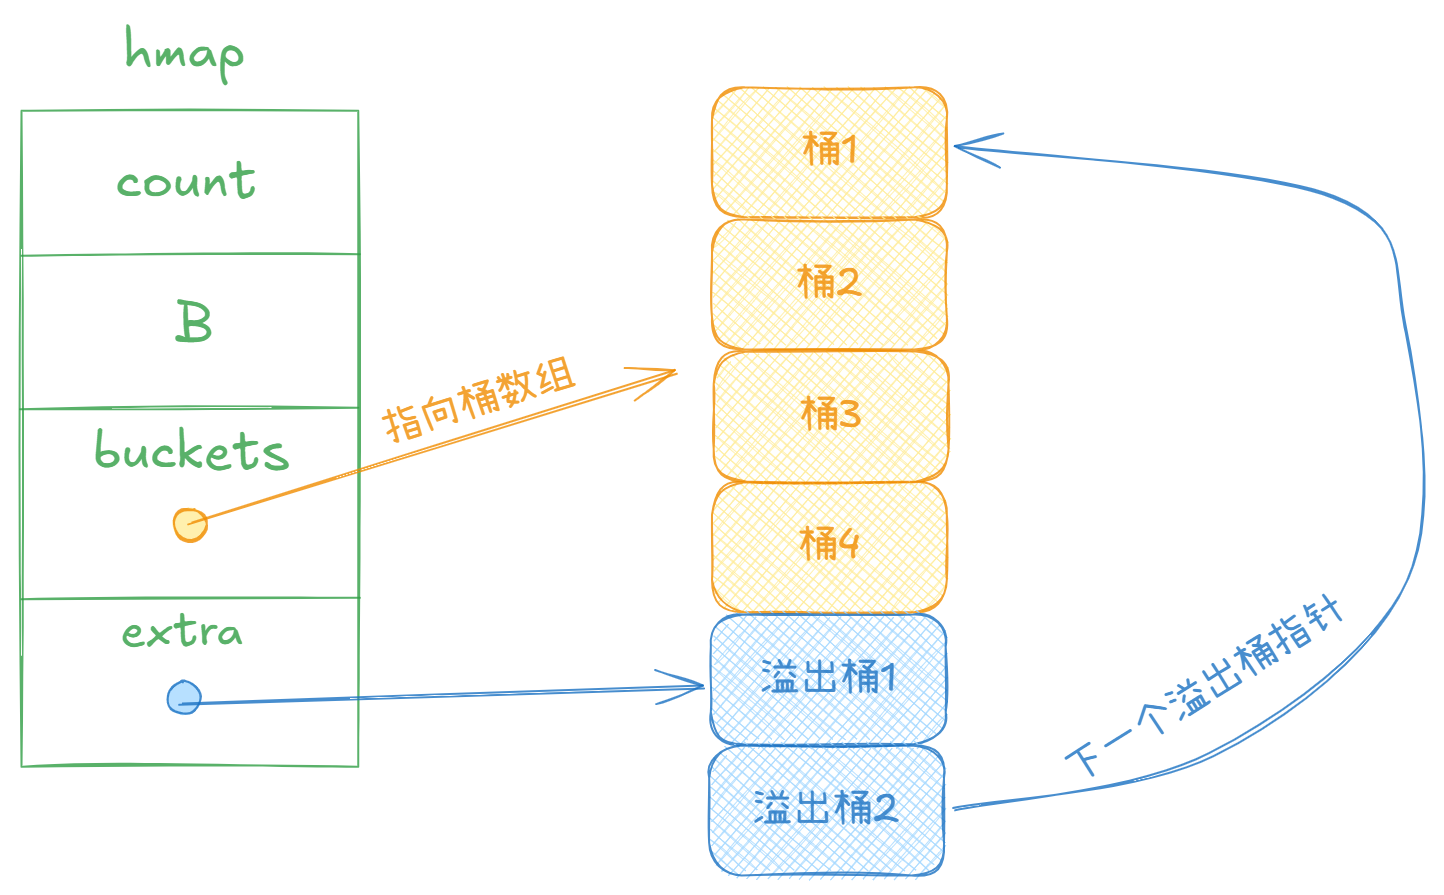 hmap
count
B
buckets
extra
指向桶数组
桶1
桶2
桶3
桶4
溢出桶1
溢出桶2
下一个溢出桶指针